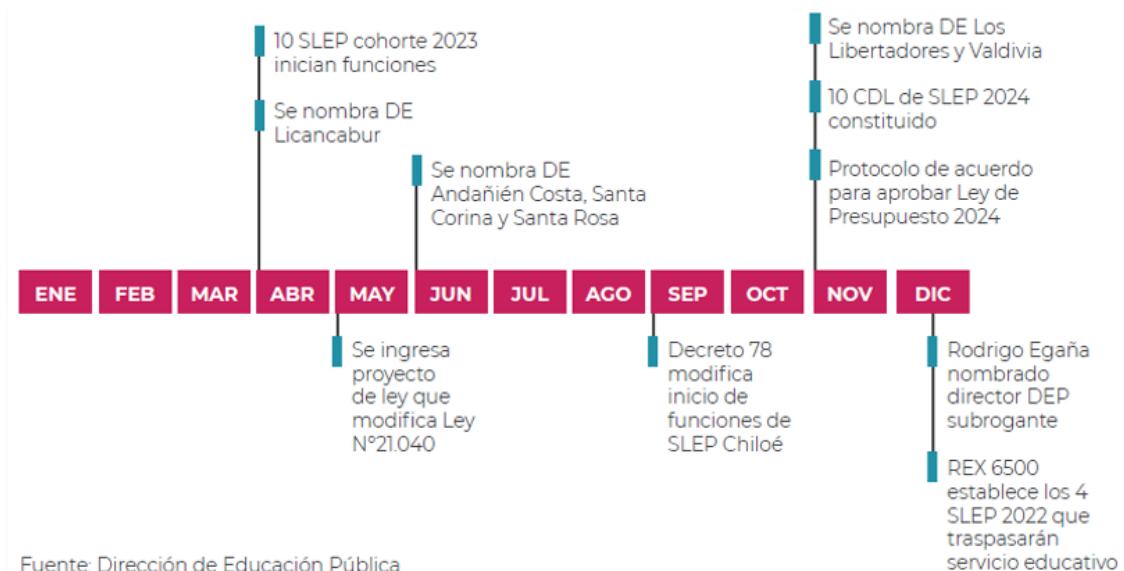 10 SLEP cohorte 2023
inician funciones
Se nombra DE
Licancabur
Se nombra DE
Andañién Costa, Santa
Corina y Santa Rosa
Se nombra DE Los
Libertadores y Valdivia
10 CDL de SLEP 2024
constituido
Protocolo de acuerdo
para aprobar Ley de
Presupuesto 2024
ENE FEB MAR ABR MAY JUN JUL AGO SEP OCT NOV DIC
Se ingresa
proyecto
de ley que
modifica Ley
Nº21.040
Decreto 78
modifica
inicio de
funciones de
SLEP Chiloé
Rodrigo Egaña
nombrado
director DEP
subrogante
REX 6500
establece los 4
SLEP 2022 que
traspasarán
servicio educativo
Fuente: Dirección de Educación Pública